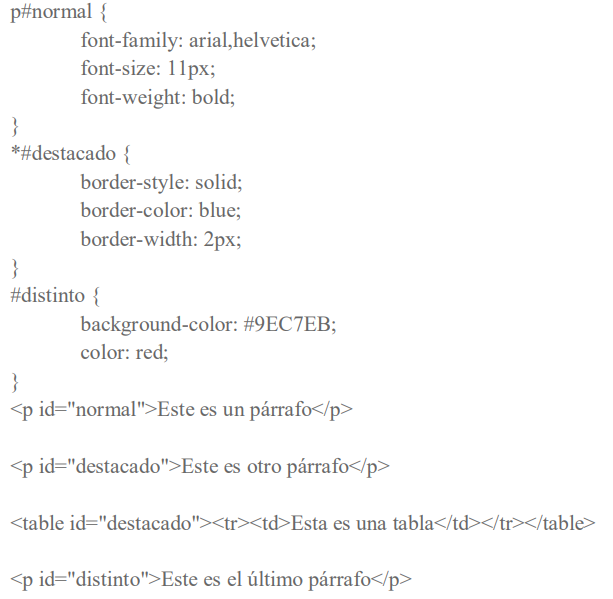 p#normal {
font-family: arial,helvetica;
font-size: 11px;
font-weight: bold;
}
*#destacado {
border-style: solid;
border-color: blue;
border-width: 2px;
}
#distinto {
background-color: #9EC7EB;
color: red;
}
<p id="normal">Este es un párrafo</p>
<p id="destacado">Este es otro párrafo</p>
<table id="destacado"><tr><td>Esta es una tabla</td></tr></table>
<p id="distinto">Este es el último párrafo</p>